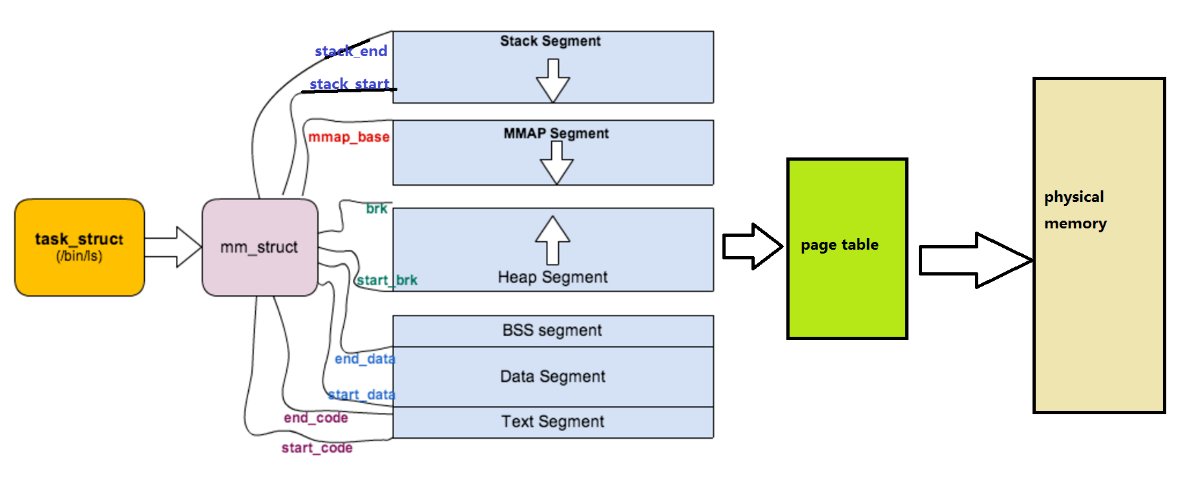 stack_end
Stack Segment
stack_start
mmap_base
MMAP Segment
brk
task_struct
(/bin/ls)
mm_struct
start_brk
Heap Segment
page table
physical
memory
BSS segment
end_data
Data Segment
start_data
end_code
Text Segment
start_code